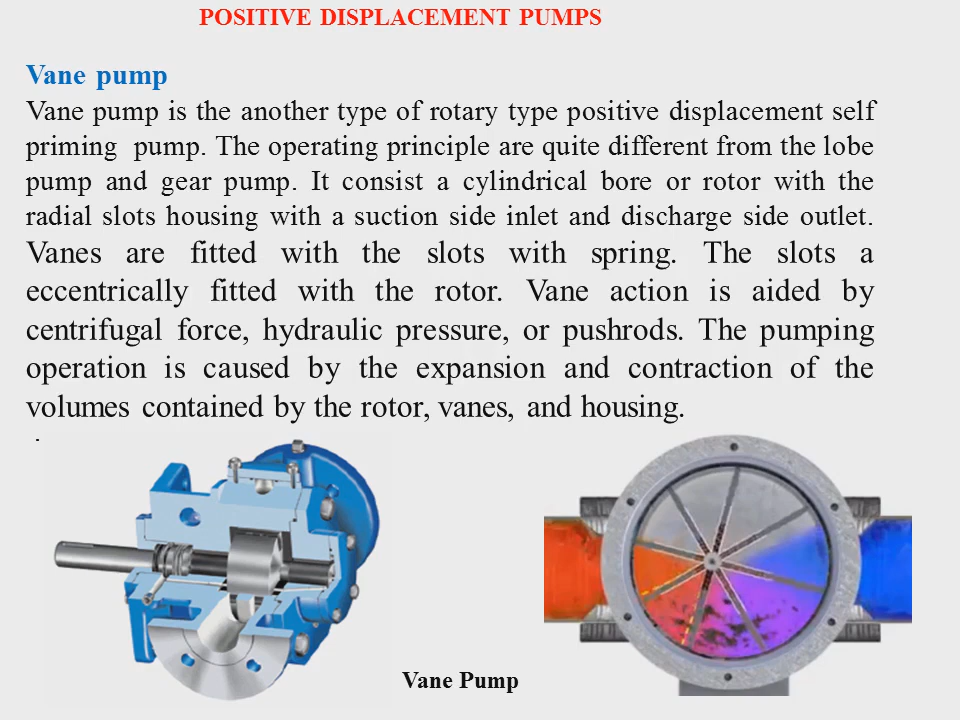 POSITIVE DISPLACEMENT PUMPS
Vane pump
Vane pump is the another type of rotary type positive displacement self
priming pump. The operating principle are quite different from the lobe
pump and gear pump. It consist a cylindrical bore or rotor with the
radial slots housing with a suction side inlet and discharge side outlet.
Vanes are fitted with the slots with spring. The slots a
eccentrically fitted with the rotor. Vane action is aided by
centrifugal force, hydraulic pressure, or pushrods. The pumping
operation is caused by the expansion and contraction of the
volumes contained by the rotor, vanes, and housing.
.
Vane Pump